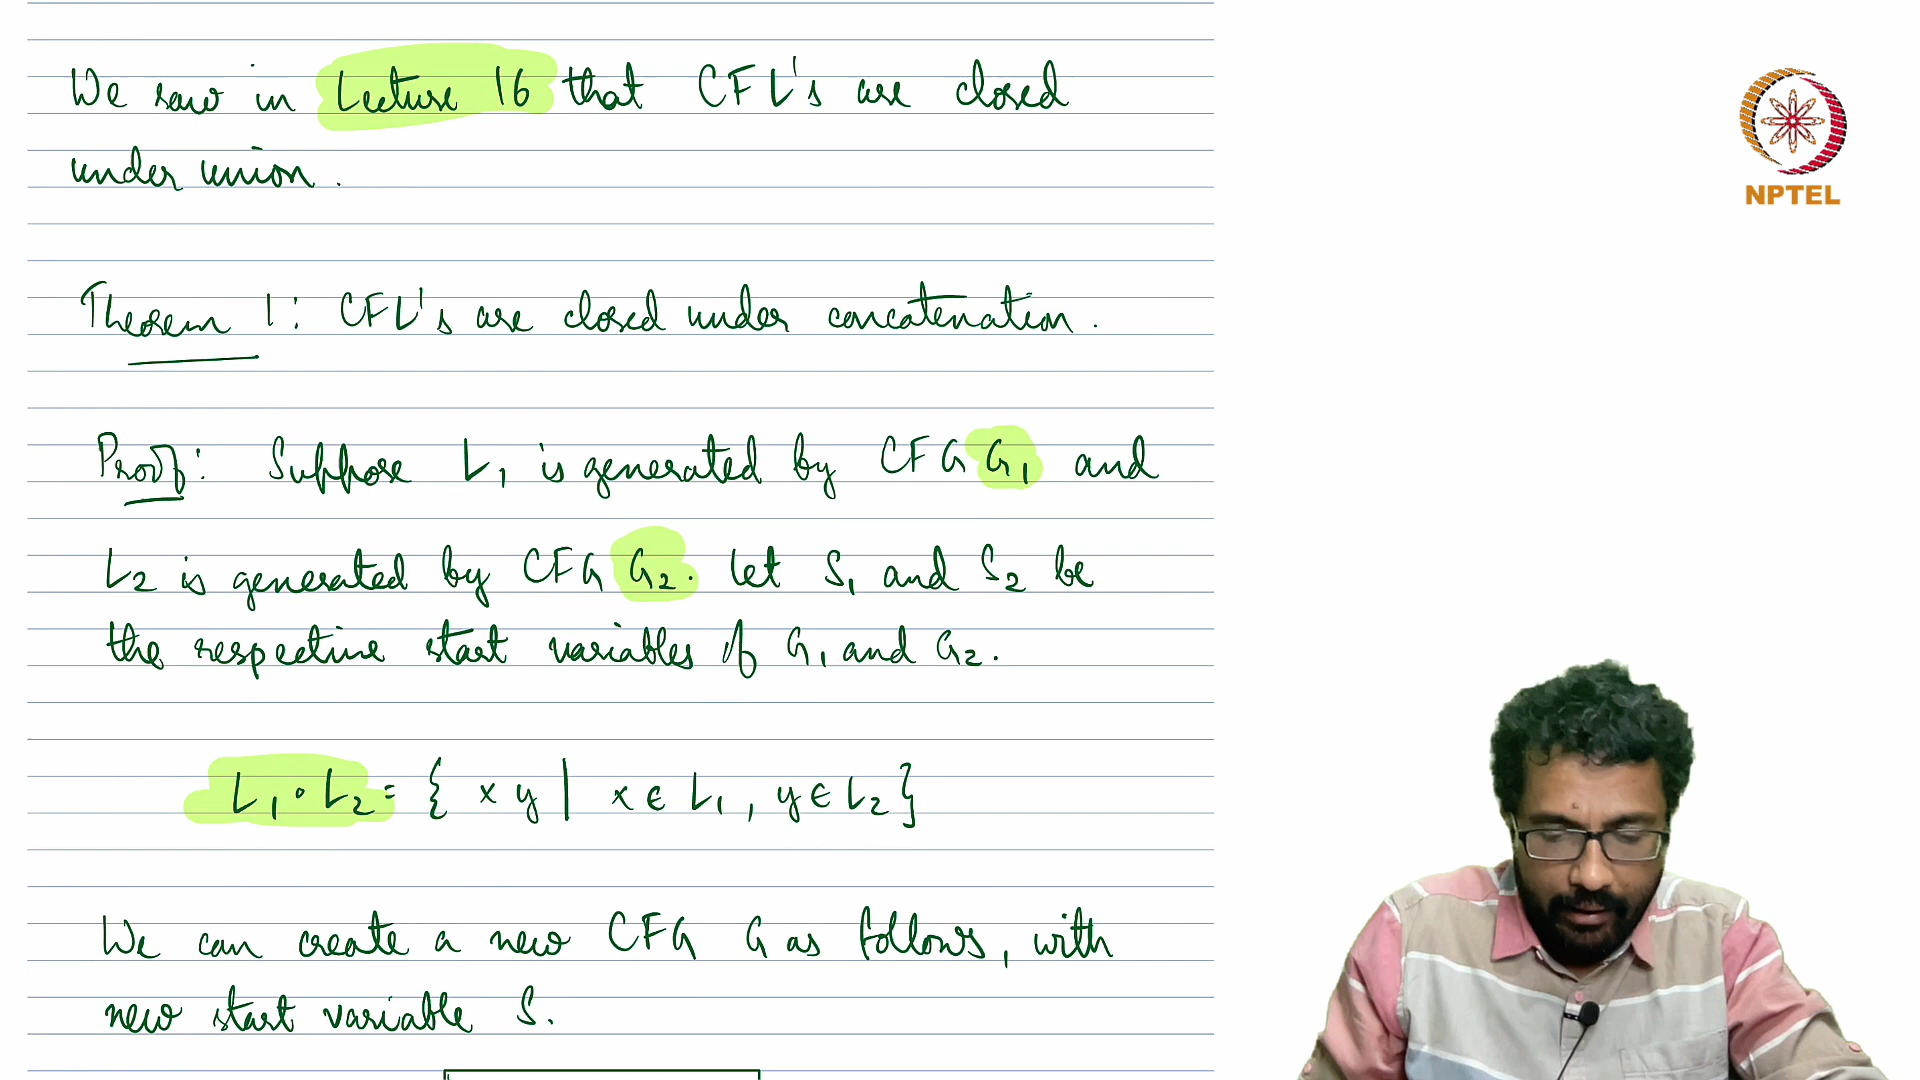 We saw in Lecture 16 that CFL's are closed
under union.
Theorem 1: CFL's are closed under concatenation.
Proof: Suppose L₁ is generated by CFG G₁ and
L₂ is generated by CFG G₂. Let S₁ and S₂ be
the respective start variables of G₁ and G₂.
L₁ ∘ L₂ = { x y | x ∈ L₁, y ∈ L₂ }
We can create a new CFG G as follows, with
new start variable S.
NPTEL